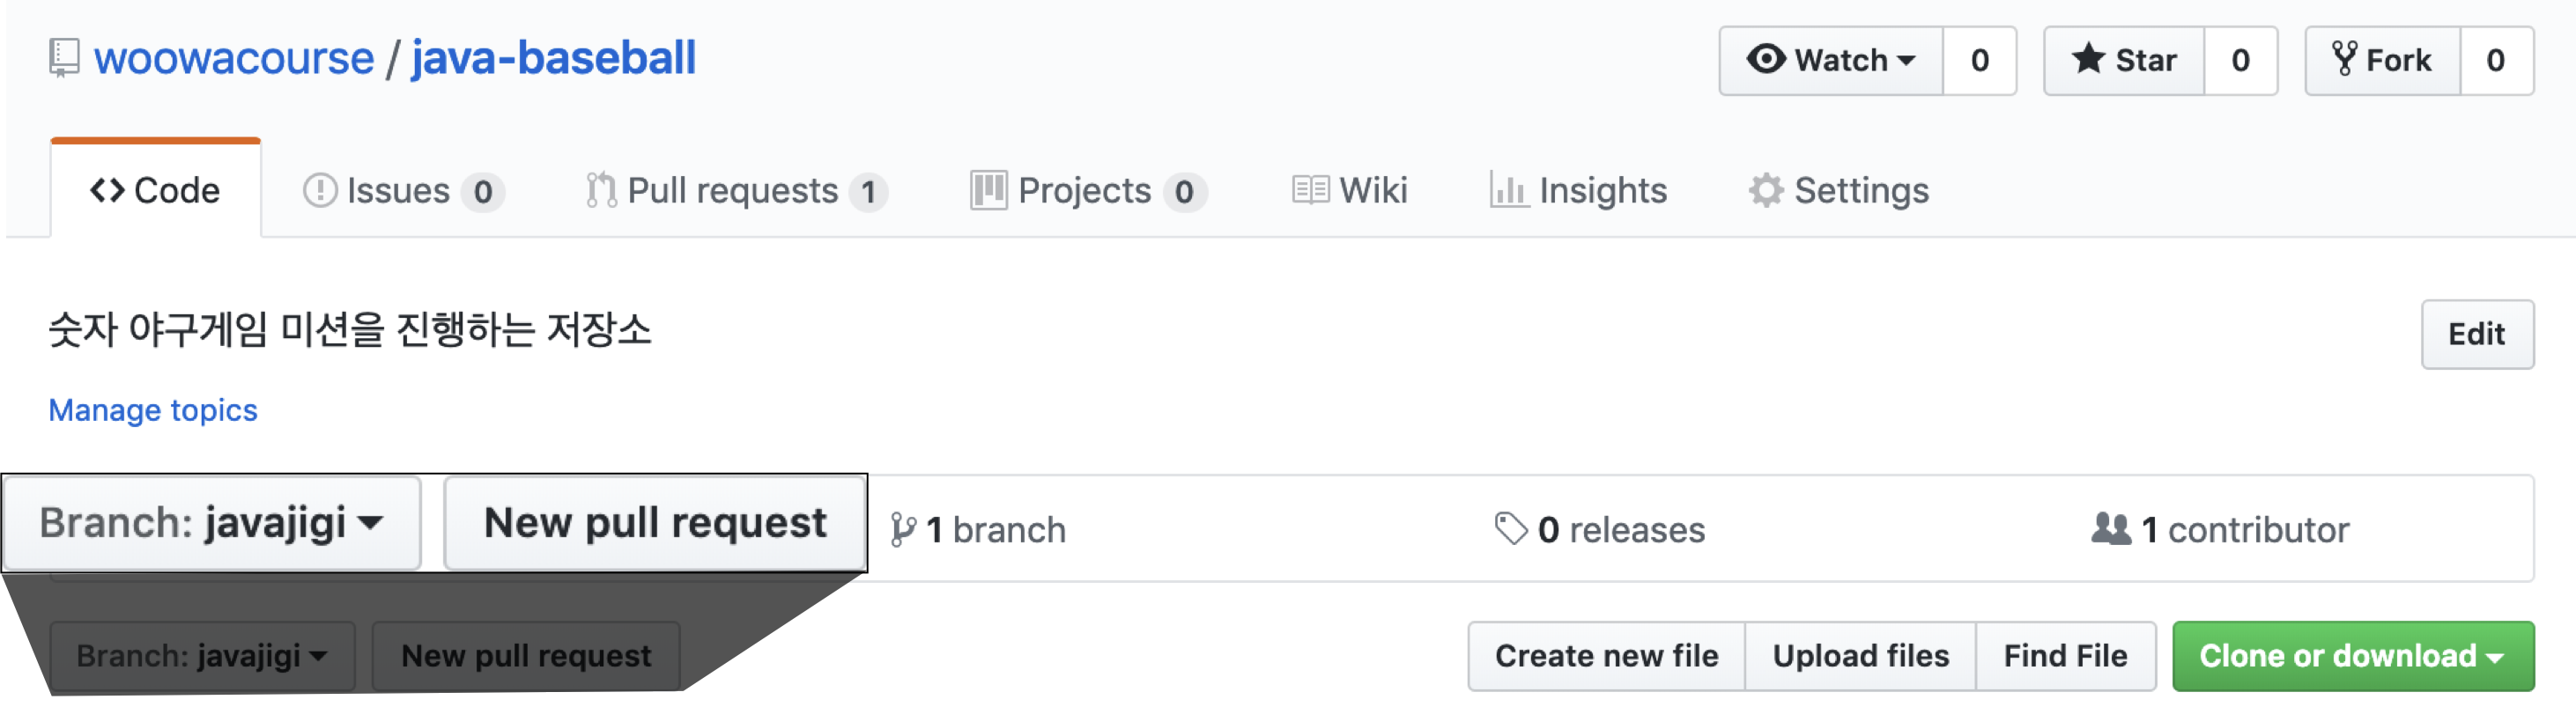 woowacourse / java-baseball Watch 0 Star 0 Fork 0
Code Issues 0 Pull requests 1 Projects 0 Wiki Insights Settings
숫자 야구게임 미션을 진행하는 저장소 Edit
Manage topics
Branch: javajigi New pull request 1 branch 0 releases 1 contributor
Branch: javajigi New pull request Create new file Upload files Find File Clone or download